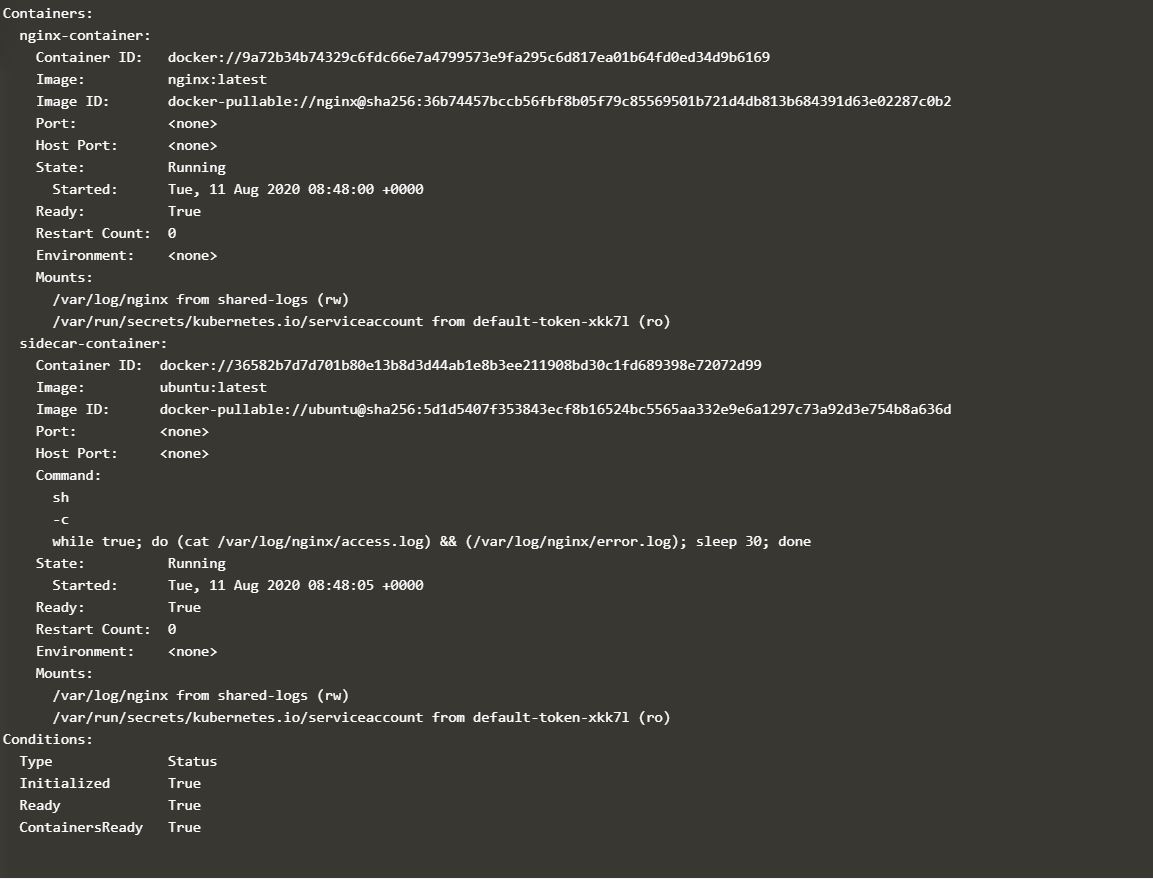 Containers:
nginx-container:
Container ID: docker://9a72b34b74329c6fdc66e7a4799573e9fa295c6d817ea01b64fd0ed34d9b6169
Image: nginx:latest
Image ID: docker-pullable://nginx@sha256:36b74457bccb56fbf8b05f79c85569501b721d4db813b684391d63e02287c0b2
Port: <none>
Host Port: <none>
State: Running
Started: Tue, 11 Aug 2020 08:48:00 +0000
Ready: True
Restart Count: 0
Environment: <none>
Mounts:
/var/log/nginx from shared-logs (rw)
/var/run/secrets/kubernetes.io/serviceaccount from default-token-xkk7l (ro)
sidecar-container:
Container ID: docker://36582b7d7d701b80e13b8d3d44ab1e8b3ee211908bd30c1fd689398e72072d99
Image: ubuntu:latest
Image ID: docker-pullable://ubuntu@sha256:5d1d5407f353843ecf8b16524bc5565aa332e9e6a1297c73a92d3e754b8a636d
Port: <none>
Host Port: <none>
Command:
sh
-c
while true; do (cat /var/log/nginx/access.log) && (/var/log/nginx/error.log); sleep 30; done
State: Running
Started: Tue, 11 Aug 2020 08:48:05 +0000
Ready: True
Restart Count: 0
Environment: <none>
Mounts:
/var/log/nginx from shared-logs (rw)
/var/run/secrets/kubernetes.io/serviceaccount from default-token-xkk7l (ro)
Conditions:
Type Status
Initialized True
Ready True
ContainersReady True